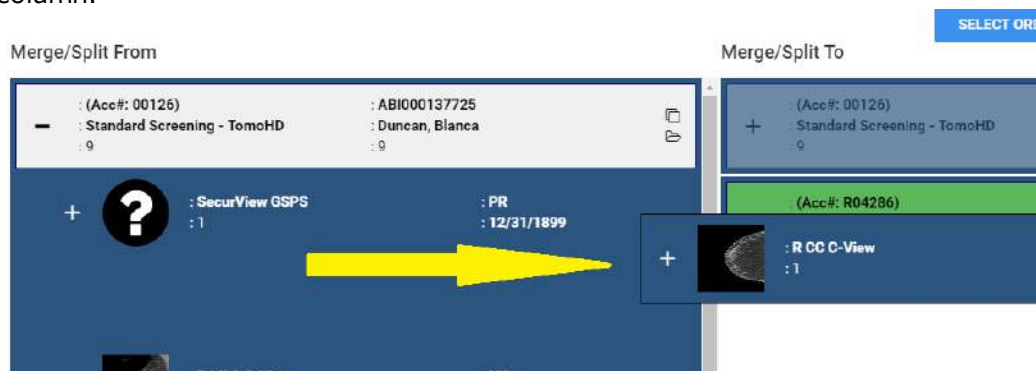 column.
SELECT ORD
Merge/Split From
Merge/Split To
: (Acc#: 00126)
: ABI000137725
: Standard Screening - TomoHD
: Duncan, Blanca
: 9
: 9
: (Acc#: 00126)
: Standard Screening - TomoHD
: 9
: SecurView GSPS
: PR
: 1
: 12/31/1899
: (Acc#: R04286)
: R CC C-View
: 1